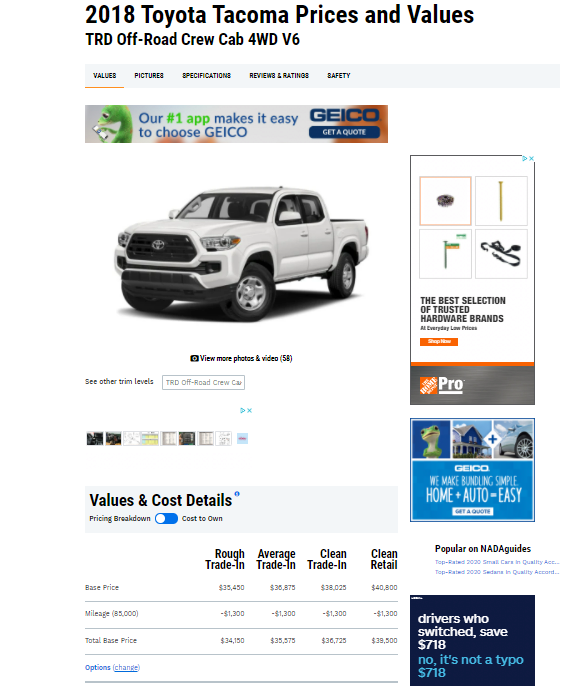 2018 Toyota Tacoma Prices and Values
TRD Off-Road Crew Cab 4WD V6
VALUES PICTURES SPECIFICATIONS REVIEWS & RATINGS SAFETY
Our #1 app makes it easy
to choose GEICO
GEICO
GET A QUOTE
View more photos & video (58)
See other trim levels TRD Off-Road Crew Ca
THE BEST SELECTION
OF TRUSTED
HARDWARE BRANDS
At Everyday Low Prices
Shop Now
Pro
GEICO
WE MAKE BUNDLING SIMPLE.
HOME + AUTO = EASY
GET A QUOTE
Values & Cost Details
Pricing Breakdown Cost to Own
Rough Average Clean Clean
Trade-In Trade-In Trade-In Retail
Base Price $35,450 $36,875 $38,025 $40,800
Mileage (85,000) -$1,300 -$1,300 -$1,300 -$1,300
Total Base Price $34,150 $35,575 $36,725 $39,500
Options (change)
Popular on NADAguides
Top-Rated 2020 Small Cars in Quality Acc...
Top-Rated 2020 Sedans in Quality Accord...
drivers who
switched, save
$718
no, it's not a typo
$718